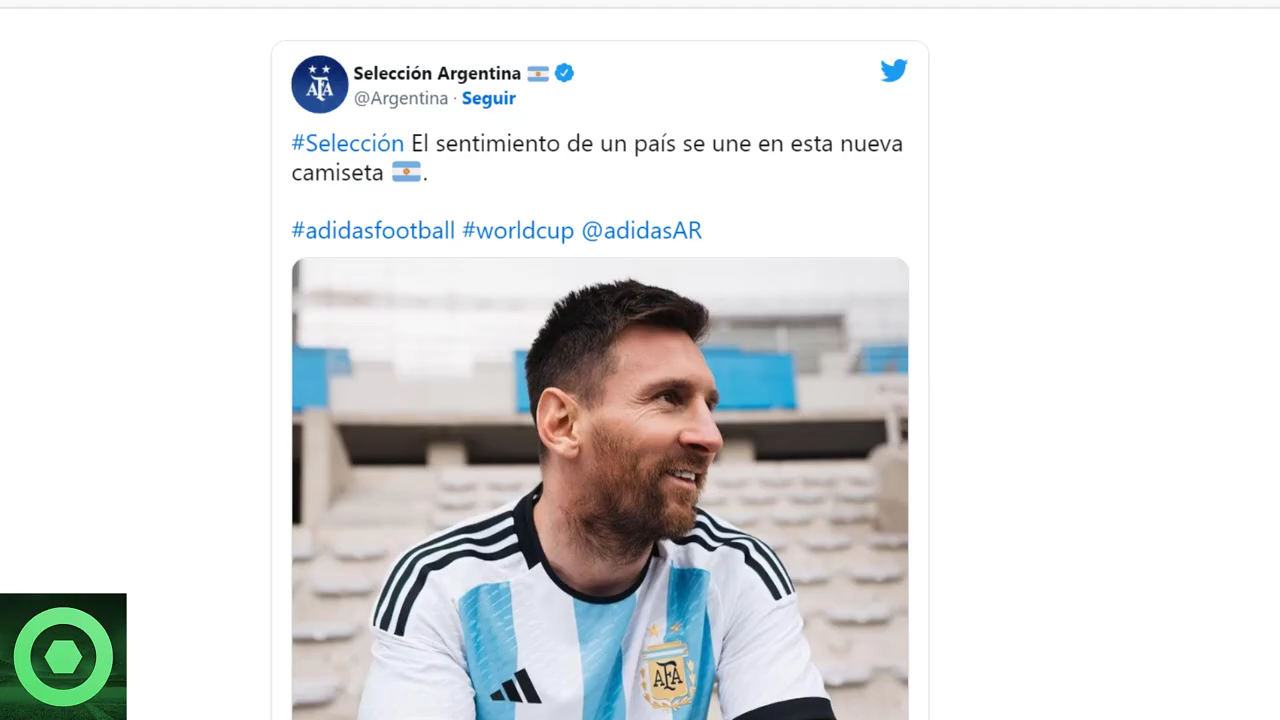 Selección Argentina 🇦🇷
@Argentina · Seguir
#Selección El sentimiento de un país se une en esta nueva
camiseta 🇦🇷.
#adidasfootball #worldcup @adidasAR
AFA
AFA